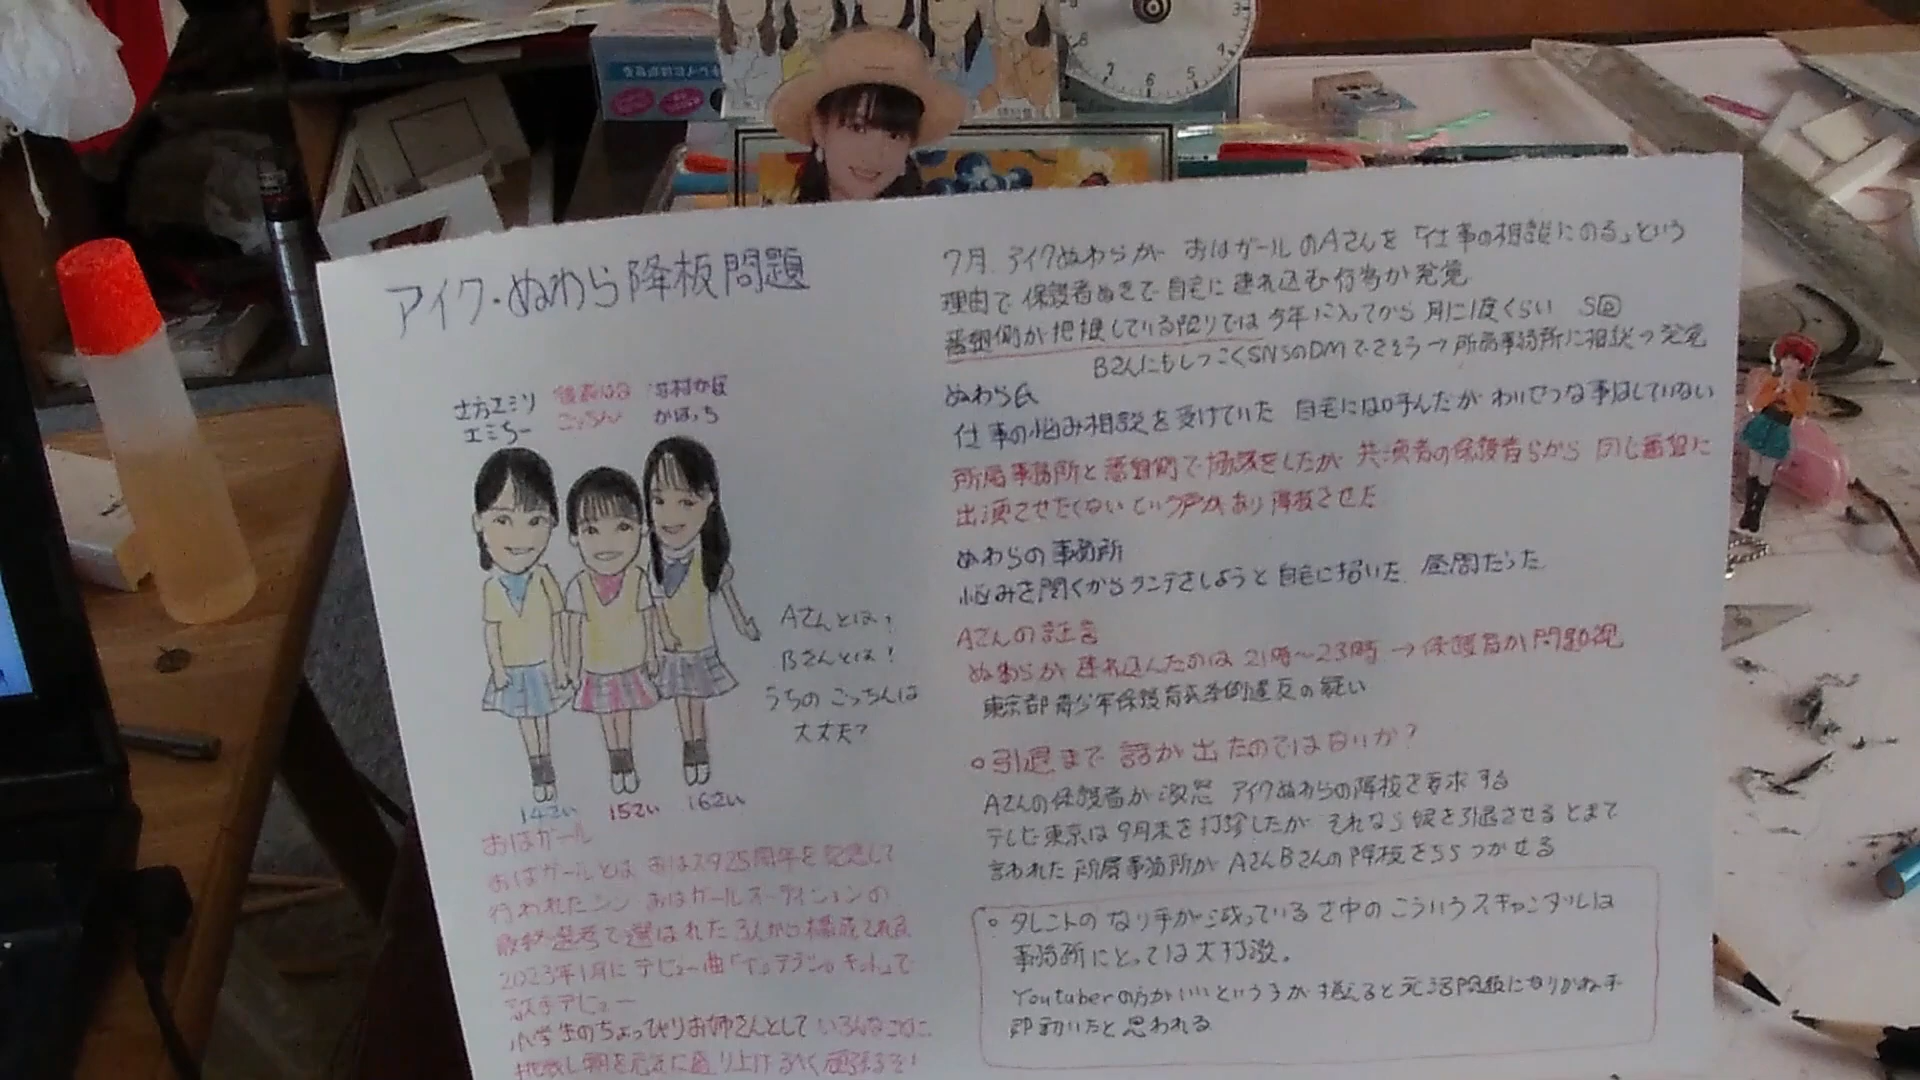 アイク・ぬわら降板問題
エミリ
エミちー
こっちん
かほっち
Aさんとは?
Bさんとは!
うちの こっちんは
大丈夫?
14さい 15さい 16さい
おはガール
おはガールとは おはスタ25周年を記念して
行われたシン おはガールオーディションの
最終選考で選ばれた3人から構成される
2023年1月に デビュー曲
歌手デビュー
小学生のちょっぴりお姉さんとして いろんなことに
挑戦し朝を元気に盛り上げるべく頑張るぞ!
7月 アイクぬわらが おはガールのAさんを 「仕事の相談にのる」という
理由で 保護者ぬきで 自宅に 連れ込む行為が発覚
番組側が把握している限りでは 今年に入ってから 月に1度くらい 5回
BさんにもしつこくSNSのDMでさそう→所属事務所に相談→発覚
ぬわら氏
仕事の悩み相談を受けていた 自宅には呼んだが わいせつな事はしていない
所属事務所と番組側で協議をしたが 共演者の保護者らから 同じ番組に
出演させたくないという声があり 降板させた
ぬわらの事務所
悩みを聞くからランチをしようと自宅に招いた 昼間だった
Aさんの証言
ぬわらが 連れ込んだのは 21時~23時 → 保護者が問題視
東京都青少年保護育成条例違反の疑い
○引退まで 話が出たのではないか?
Aさんの保護者が激怒 アイクぬわらの降板を要求する
テレビ東京は9月末を打診したが それなら娘を引退させるとまで
言われた 所属事務所が AさんBさんの降板をちらつかせる
○タレントの なり手が減っているさ中の こういうスキャンダルは
事務所にとっては大打激。
Youtuberの方がいいという子が増えると死活問題になりかねず
即動いたと思われる